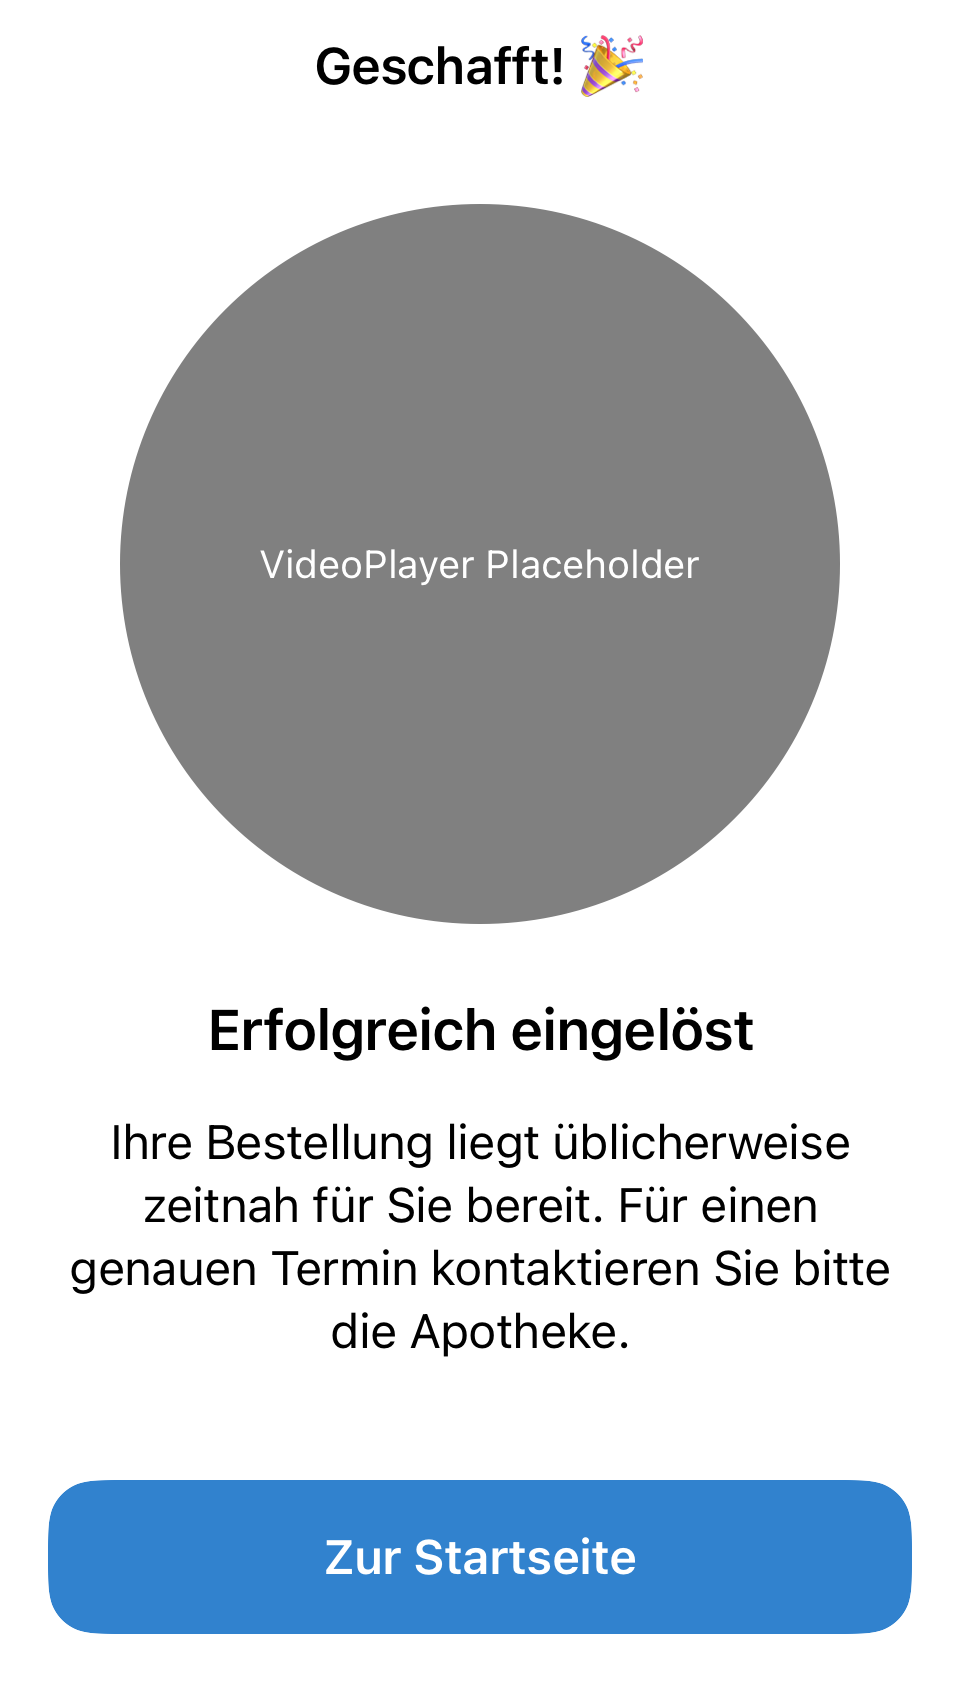 Geschafft! 🎉
VideoPlayer Placeholder
Erfolgreich eingelöst
Ihre Bestellung liegt üblicherweise
zeitnah für Sie bereit. Für einen
genauen Termin kontaktieren Sie bitte
die Apotheke.
Zur Startseite